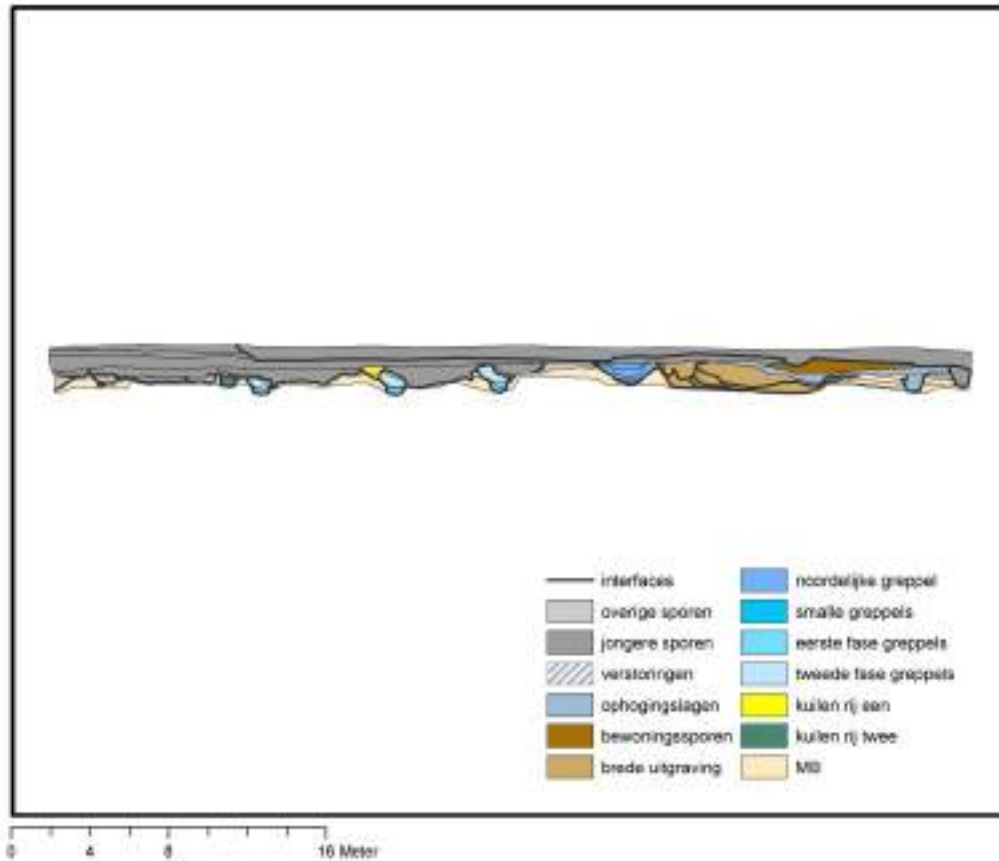 interfaces
overige sporen
jongere sporen
verstoringen
ophogingslagen
bewoningssporen
brede uitgraving
noordelijke greppel
smalle greppels
eerste fase greppels
tweede fase greppels
kuilen rij een
kuilen rij twee
MB
0 4 8 16 Meter